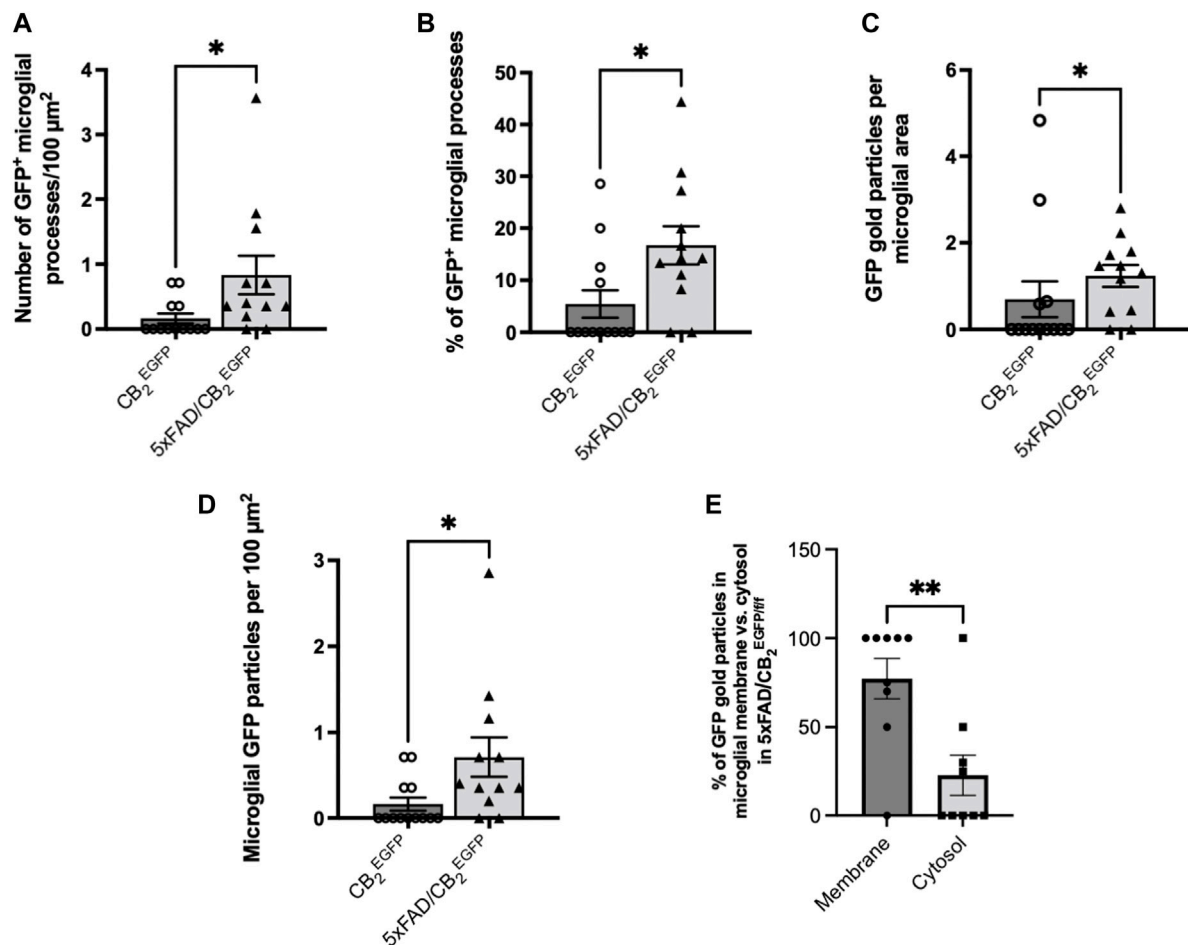 A
Number of GFP⁺ microglial
processes/100 µm²
4
3
2
1
0
*
CB₂ᴱᴳᶠᴾ
5xFAD/CB₂ᴱᴳᶠᴾ
B
% of GFP⁺ microglial processes
50
40
30
20
10
0
*
CB₂ᴱᴳᶠᴾ
5xFAD/CB₂ᴱᴳᶠᴾ
C
GFP gold particles per
microglial area
6
4
2
0
*
CB₂ᴱᴳᶠᴾ
5xFAD/CB₂ᴱᴳᶠᴾ
D
Microglial GFP particles per 100 µm²
3
2
1
0
*
CB₂ᴱᴳᶠᴾ
5xFAD/CB₂ᴱᴳᶠᴾ
E
% of GFP gold particles in
microglial membrane vs. cytosol
in 5xFAD/CB₂ᴱᴳᶠᴾ/ᶠ/ᶠ
150
100
50
0
**
Membrane
Cytosol